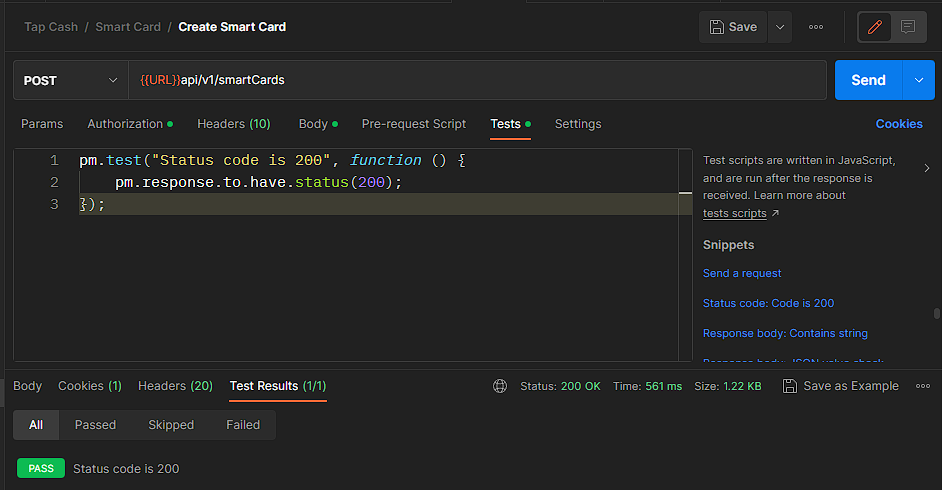 Tap Cash / Smart Card / Create Smart Card
Save
POST
{{URL}}api/v1/smartCards
Send
Params Authorization Headers (10) Body Pre-request Script Tests Settings Cookies
1 pm.test("Status code is 200", function () {
2 pm.response.to.have.status(200);
3 });
Test scripts are written in JavaScript,
and are run after the response is
received. Learn more about
tests scripts ↗
Snippets
Send a request
Status code: Code is 200
Response body: Contains string
Response body: JSON value check
Body Cookies (1) Headers (20) Test Results (1/1) Status: 200 OK Time: 561 ms Size: 1.22 KB Save as Example
All Passed Skipped Failed
PASS Status code is 200